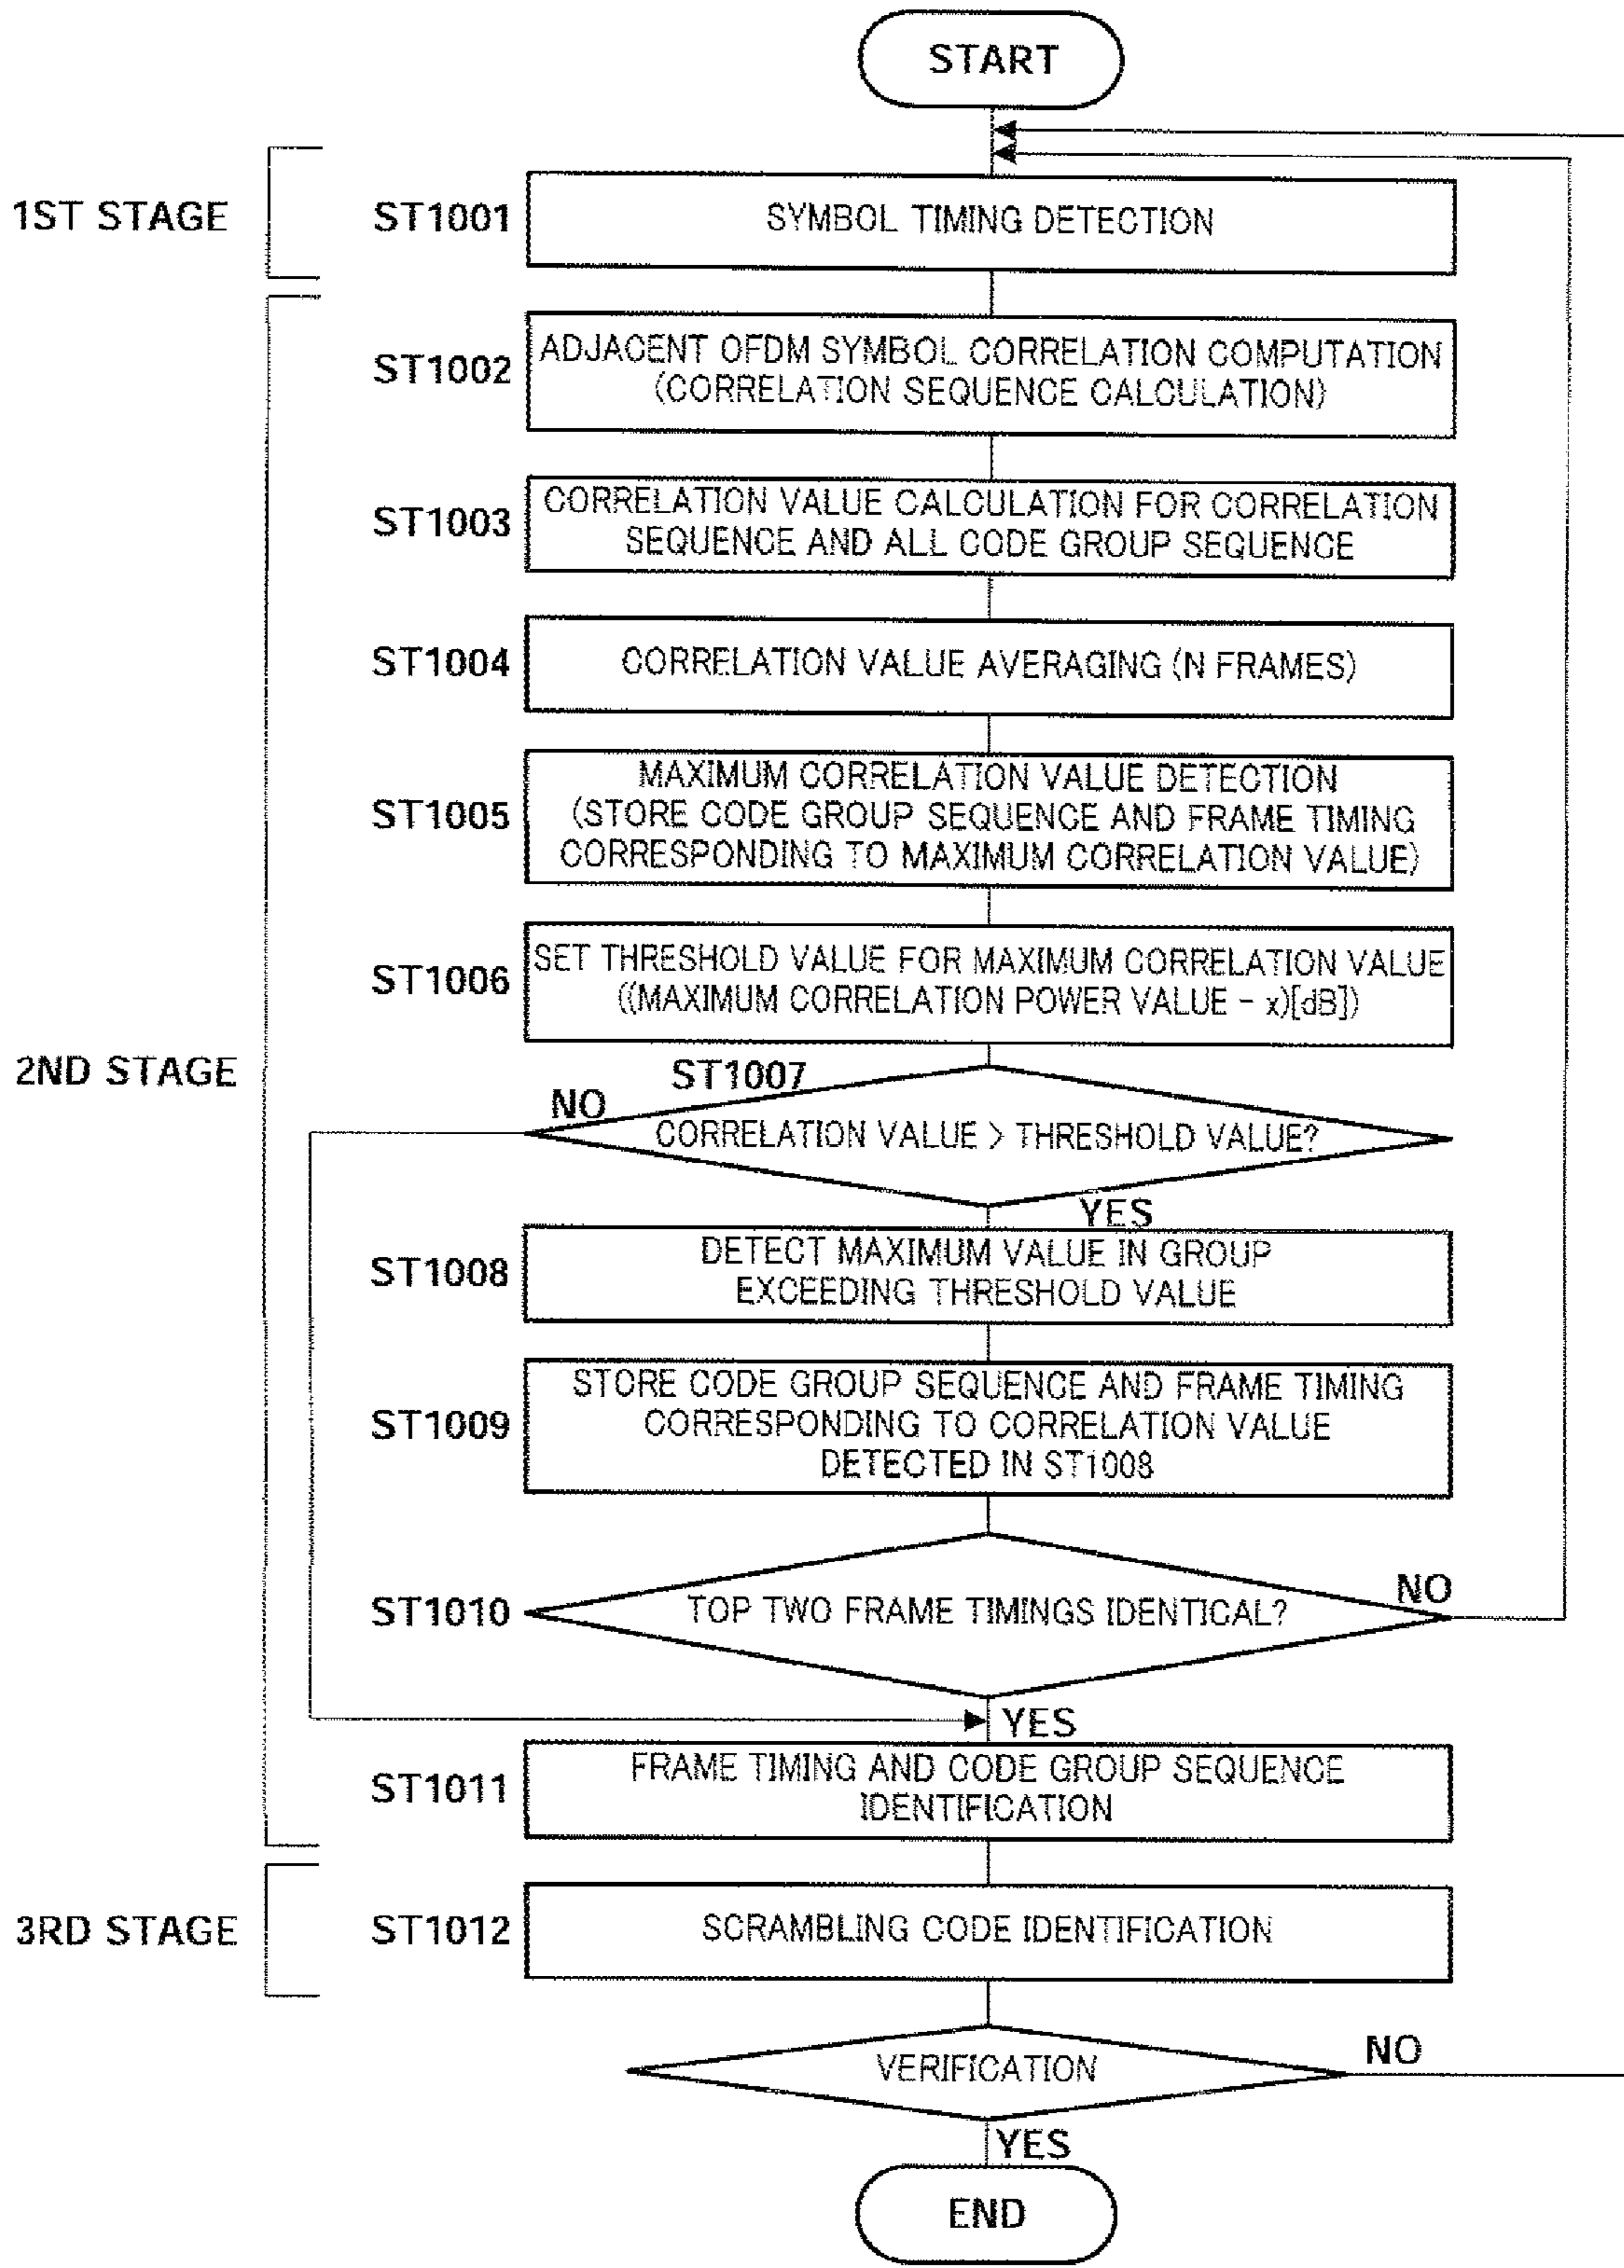 START
1ST STAGE
ST1001
SYMBOL TIMING DETECTION
ST1002
ADJACENT OFDM SYMBOL CORRELATION COMPUTATION
(CORRELATION SEQUENCE CALCULATION)
ST1003
CORRELATION VALUE CALCULATION FOR CORRELATION
SEQUENCE AND ALL CODE GROUP SEQUENCE
ST1004
CORRELATION VALUE AVERAGING (N FRAMES)
ST1005
MAXIMUM CORRELATION VALUE DETECTION
(STORE CODE GROUP SEQUENCE AND FRAME TIMING
CORRESPONDING TO MAXIMUM CORRELATION VALUE)
ST1006
SET THRESHOLD VALUE FOR MAXIMUM CORRELATION VALUE
((MAXIMUM CORRELATION POWER VALUE - x)[dB])
2ND STAGE
ST1007
NO
CORRELATION VALUE > THRESHOLD VALUE?
YES
ST1008
DETECT MAXIMUM VALUE IN GROUP
EXCEEDING THRESHOLD VALUE
ST1009
STORE CODE GROUP SEQUENCE AND FRAME TIMING
CORRESPONDING TO CORRELATION VALUE
DETECTED IN ST1008
ST1010
TOP TWO FRAME TIMINGS IDENTICAL?
NO
YES
ST1011
FRAME TIMING AND CODE GROUP SEQUENCE
IDENTIFICATION
3RD STAGE
ST1012
SCRAMBLING CODE IDENTIFICATION
VERIFICATION
NO
YES
END